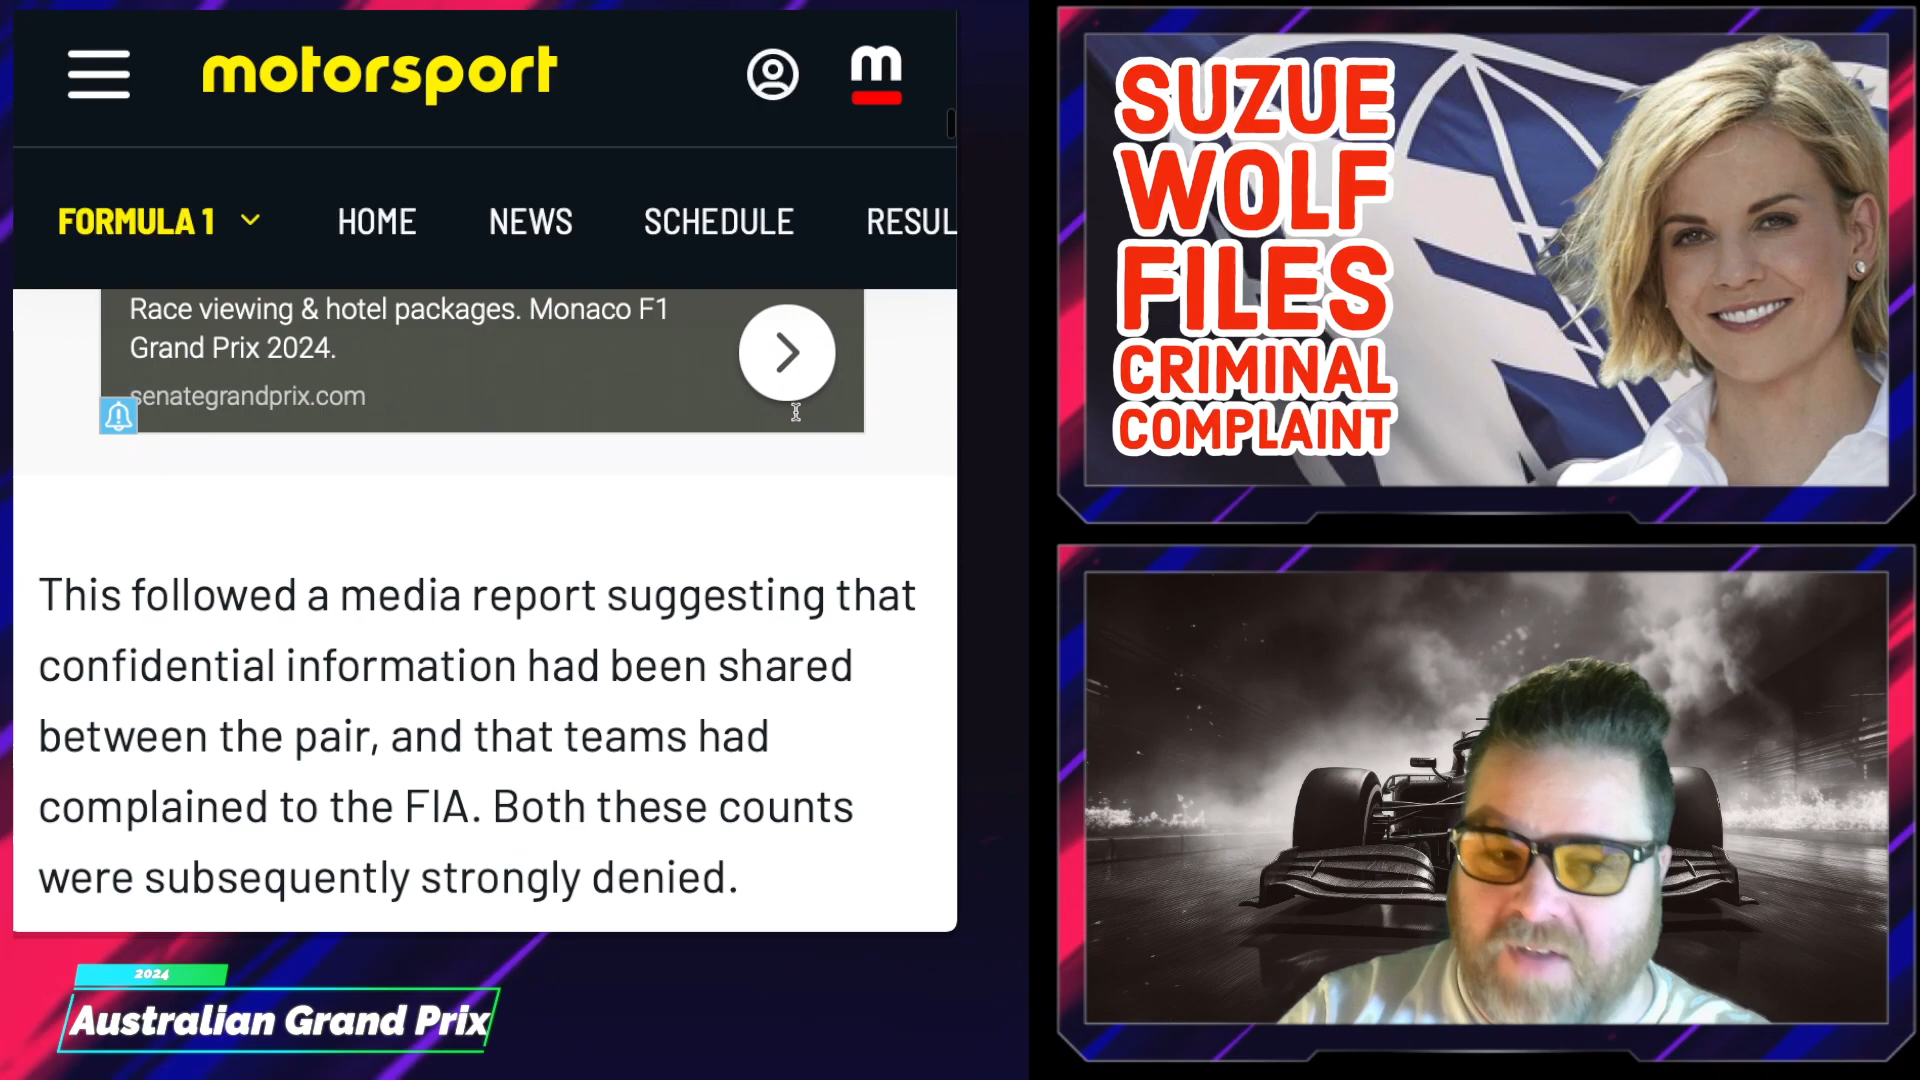 motorsport
m
FORMULA 1 HOME NEWS SCHEDULE RESUL
Race viewing & hotel packages. Monaco F1
Grand Prix 2024.
senategrandprix.com
This followed a media report suggesting that
confidential information had been shared
between the pair, and that teams had
complained to the FIA. Both these counts
were subsequently strongly denied.
2024
Australian Grand Prix
SUZUE
WOLF
FILES
CRIMINAL
COMPLAINT